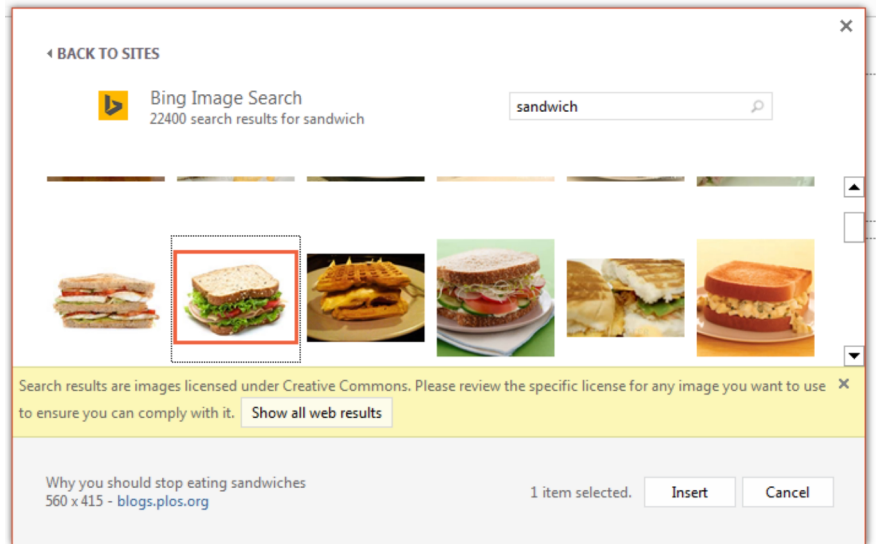 BACK TO SITES
Bing Image Search
22400 search results for sandwich
sandwich
Search results are images licensed under Creative Commons. Please review the specific license for any image you want to use
to ensure you can comply with it. Show all web results
Why you should stop eating sandwiches
560 x 415 - blogs.plos.org
1 item selected. Insert Cancel